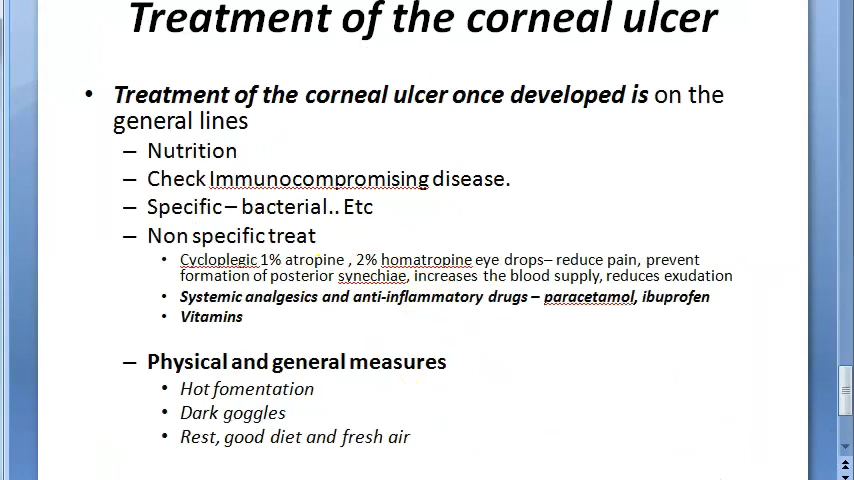 Treatment of the corneal ulcer
• Treatment of the corneal ulcer once developed is on the
general lines
– Nutrition
– Check Immunocompromising disease.
– Specific – bacterial.. Etc
– Non specific treat
• Cycloplegic 1% atropine , 2% homatropine eye drops– reduce pain, prevent
formation of posterior synechiae, increases the blood supply, reduces exudation
• Systemic analgesics and anti-inflammatory drugs – paracetamol, ibuprofen
• Vitamins
– Physical and general measures
• Hot fomentation
• Dark goggles
• Rest, good diet and fresh air